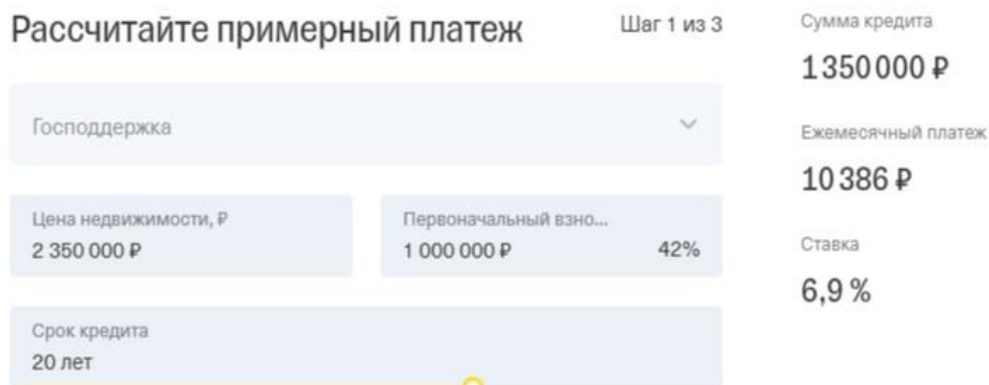 Рассчитайте примерный платеж
Шаг 1 из 3
Господдержка
Цена недвижимости, ₽
2 350 000 ₽
Первоначальный взно...
1 000 000 ₽ 42%
Срок кредита
20 лет
Сумма кредита
1 350 000 ₽
Ежемесячный платеж
10 386 ₽
Ставка
6,9 %